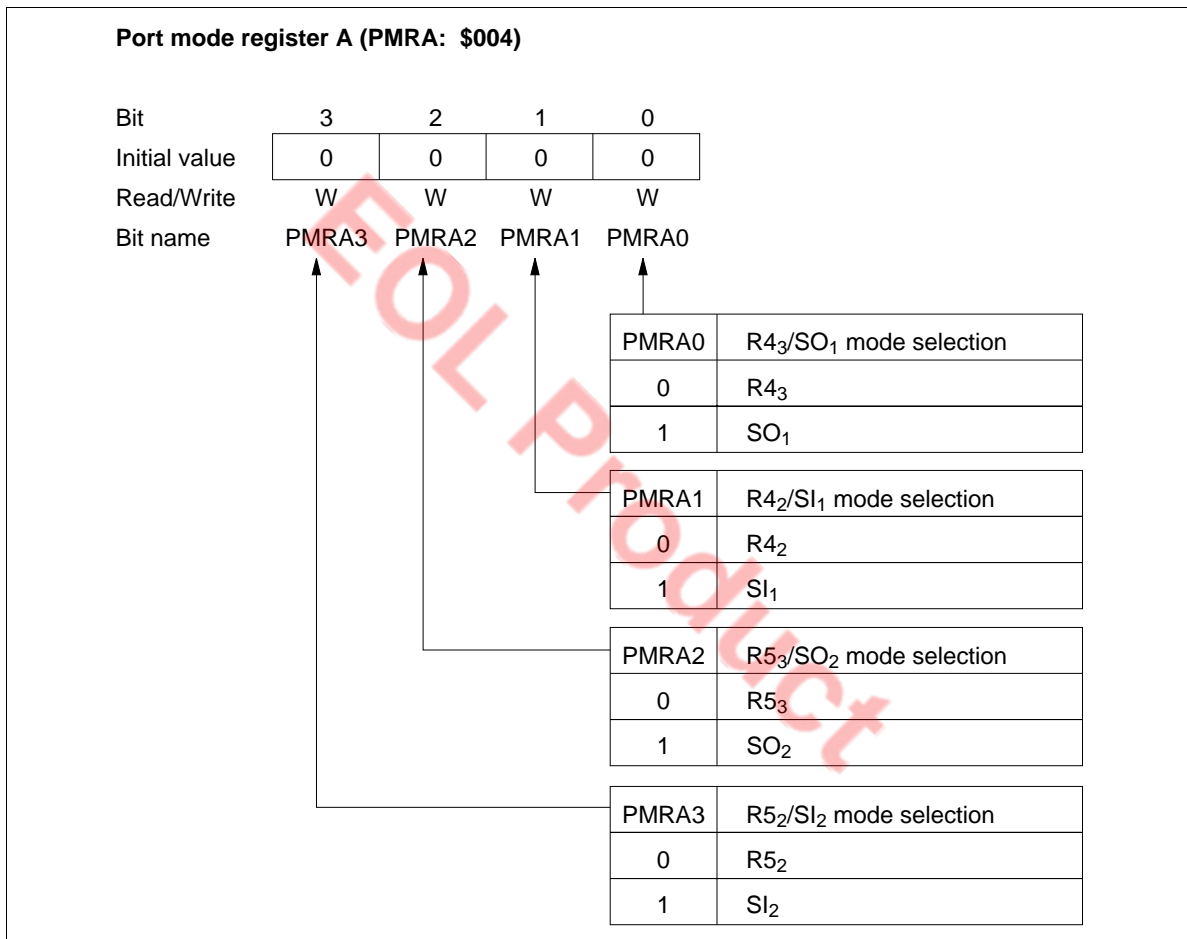 Port mode register A (PMRA: $004)
Bit 3 2 1 0
Initial value 0 0 0 0
Read/Write W W W W
Bit name PMRA3 PMRA2 PMRA1 PMRA0
PMRA0 R4₃/SO₁ mode selection
0 R4₃
1 SO₁
PMRA1 R4₂/SI₁ mode selection
0 R4₂
1 SI₁
PMRA2 R5₃/SO₂ mode selection
0 R5₃
1 SO₂
PMRA3 R5₂/SI₂ mode selection
0 R5₂
1 SI₂
EOL Product